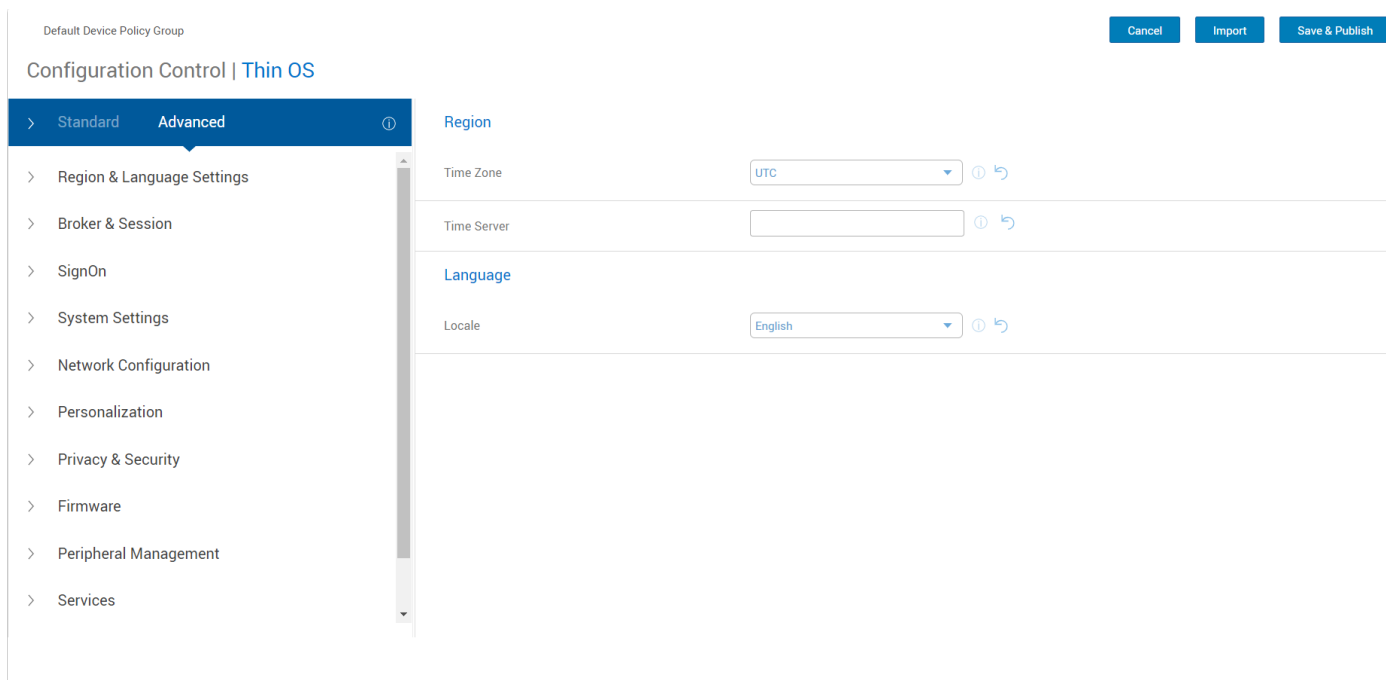 Default Device Policy Group
Cancel
Import
Save & Publish
Configuration Control | Thin OS
Standard
Advanced
Region & Language Settings
Broker & Session
SignOn
System Settings
Network Configuration
Personalization
Privacy & Security
Firmware
Peripheral Management
Services
Region
Time Zone
UTC
Time Server
Language
Locale
English